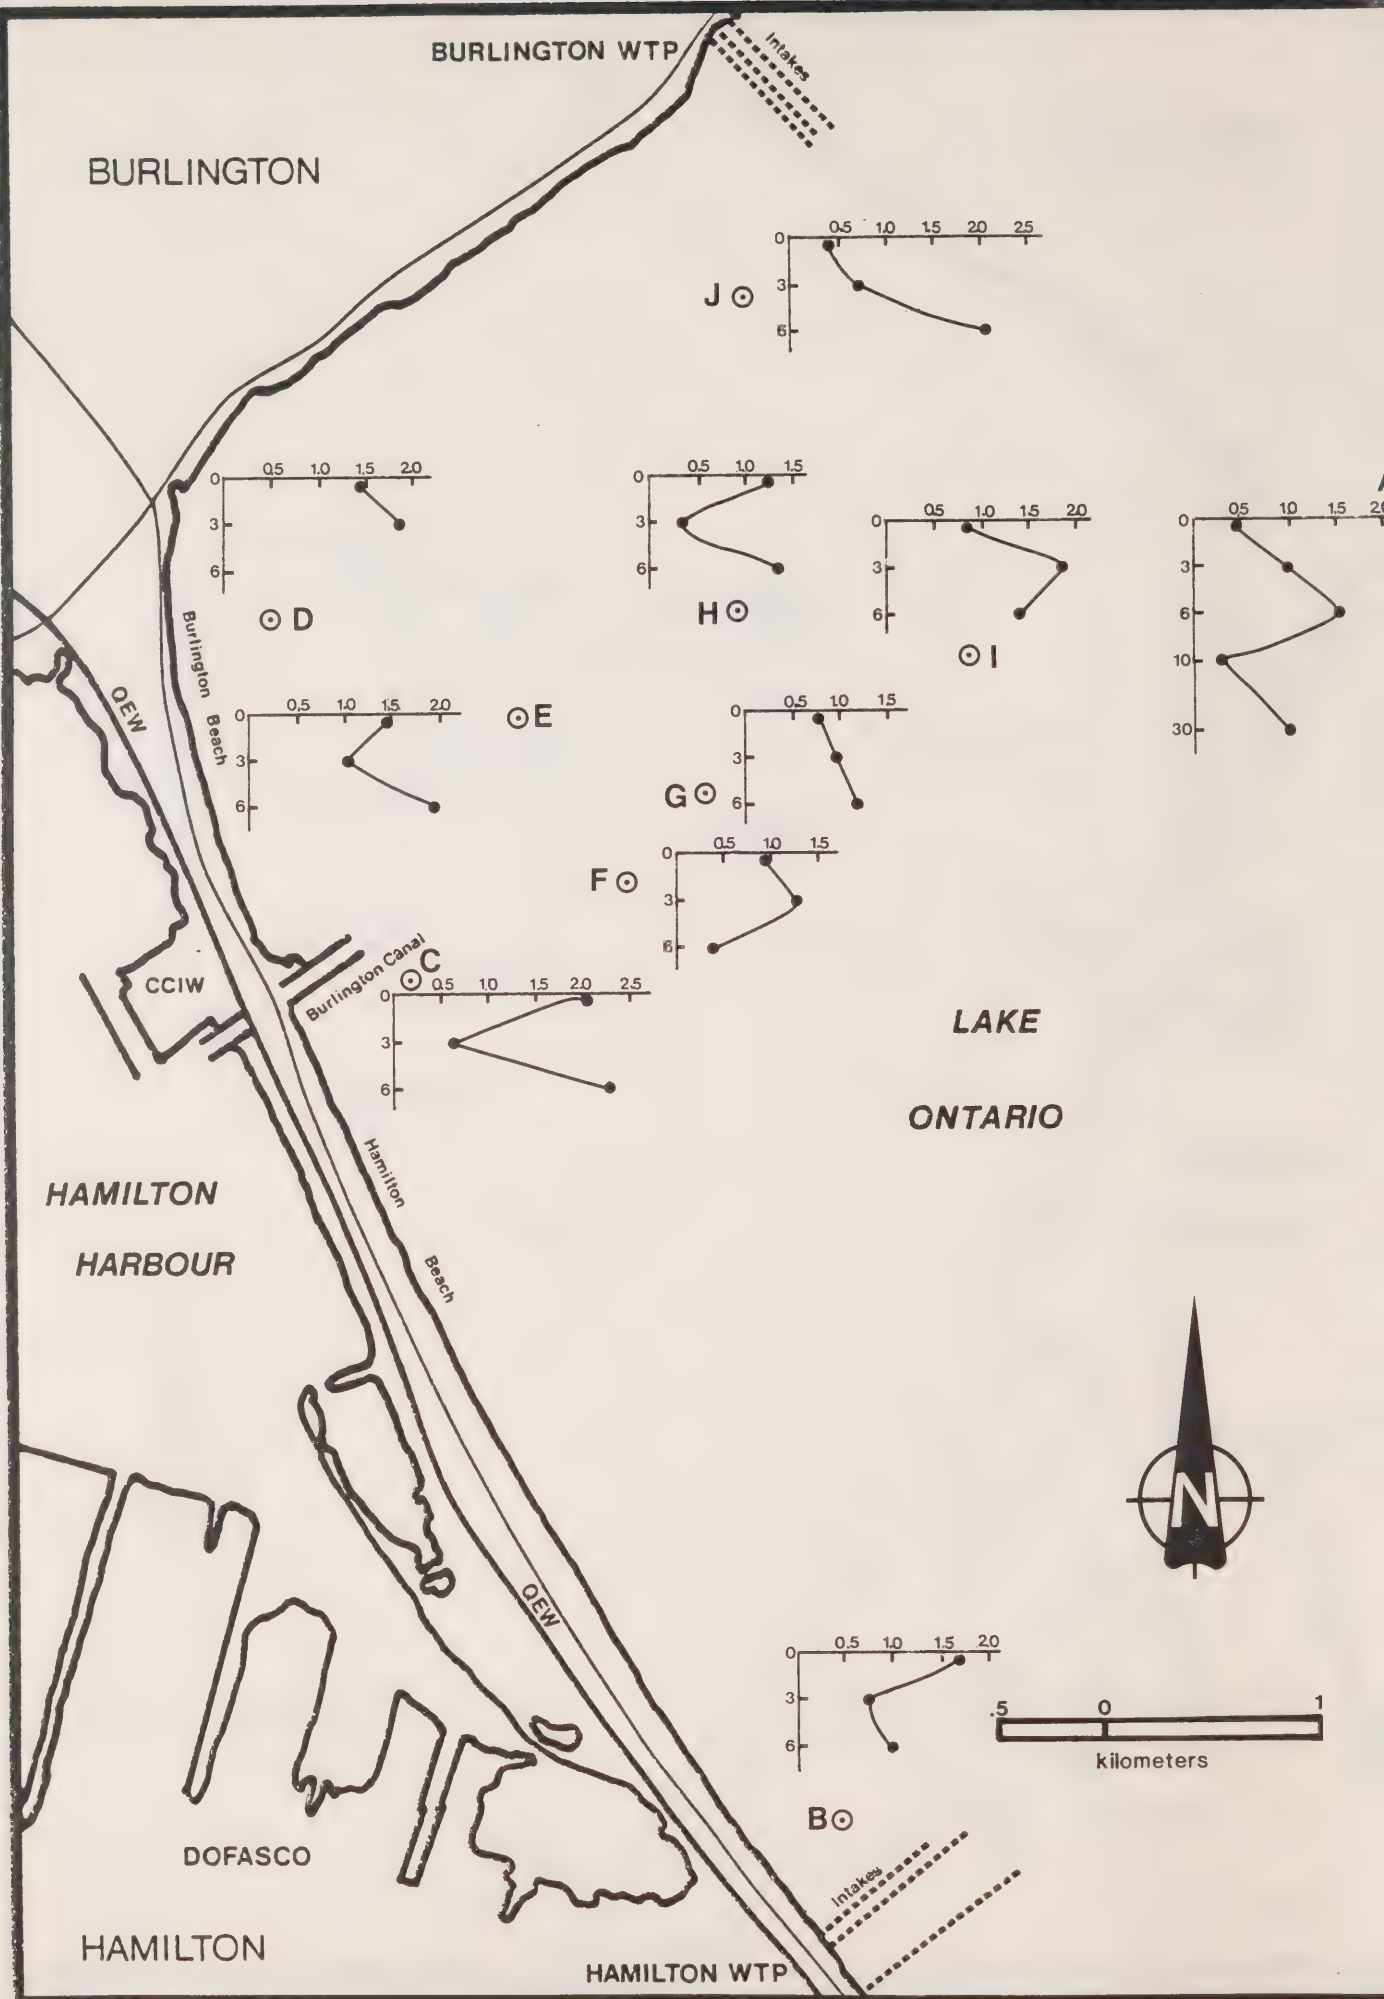 BURLINGTON WTP
Intakes
BURLINGTON
0.5 1.0 1.5 2.0 2.5
0
J
3
6
0.5 1.0 1.5 2.0
0
3
6
D
0.5 1.0 1.5
0
3
6
H
0.5 1.0 1.5 2.0
0
3
6
I
0.5 1.0 1.5
0
3
6
10
30
Burlington Beach
QEW
0.5 1.0 1.5 2.0
0
E
3
6
0.5 1.0 1.5
0
3
G
6
0.5 1.0 1.5
0
F
3
6
Burlington Canal
C
CCIW
0.5 1.0 1.5 2.0 2.5
0
3
6
LAKE
ONTARIO
Hamilton Beach
HAMILTON
HARBOUR
N
QEW
0.5 1.0 1.5 2.0
0
3
6
.5 0 1
kilometers
B
Intakes
DOFASCO
HAMILTON
HAMILTON WTP